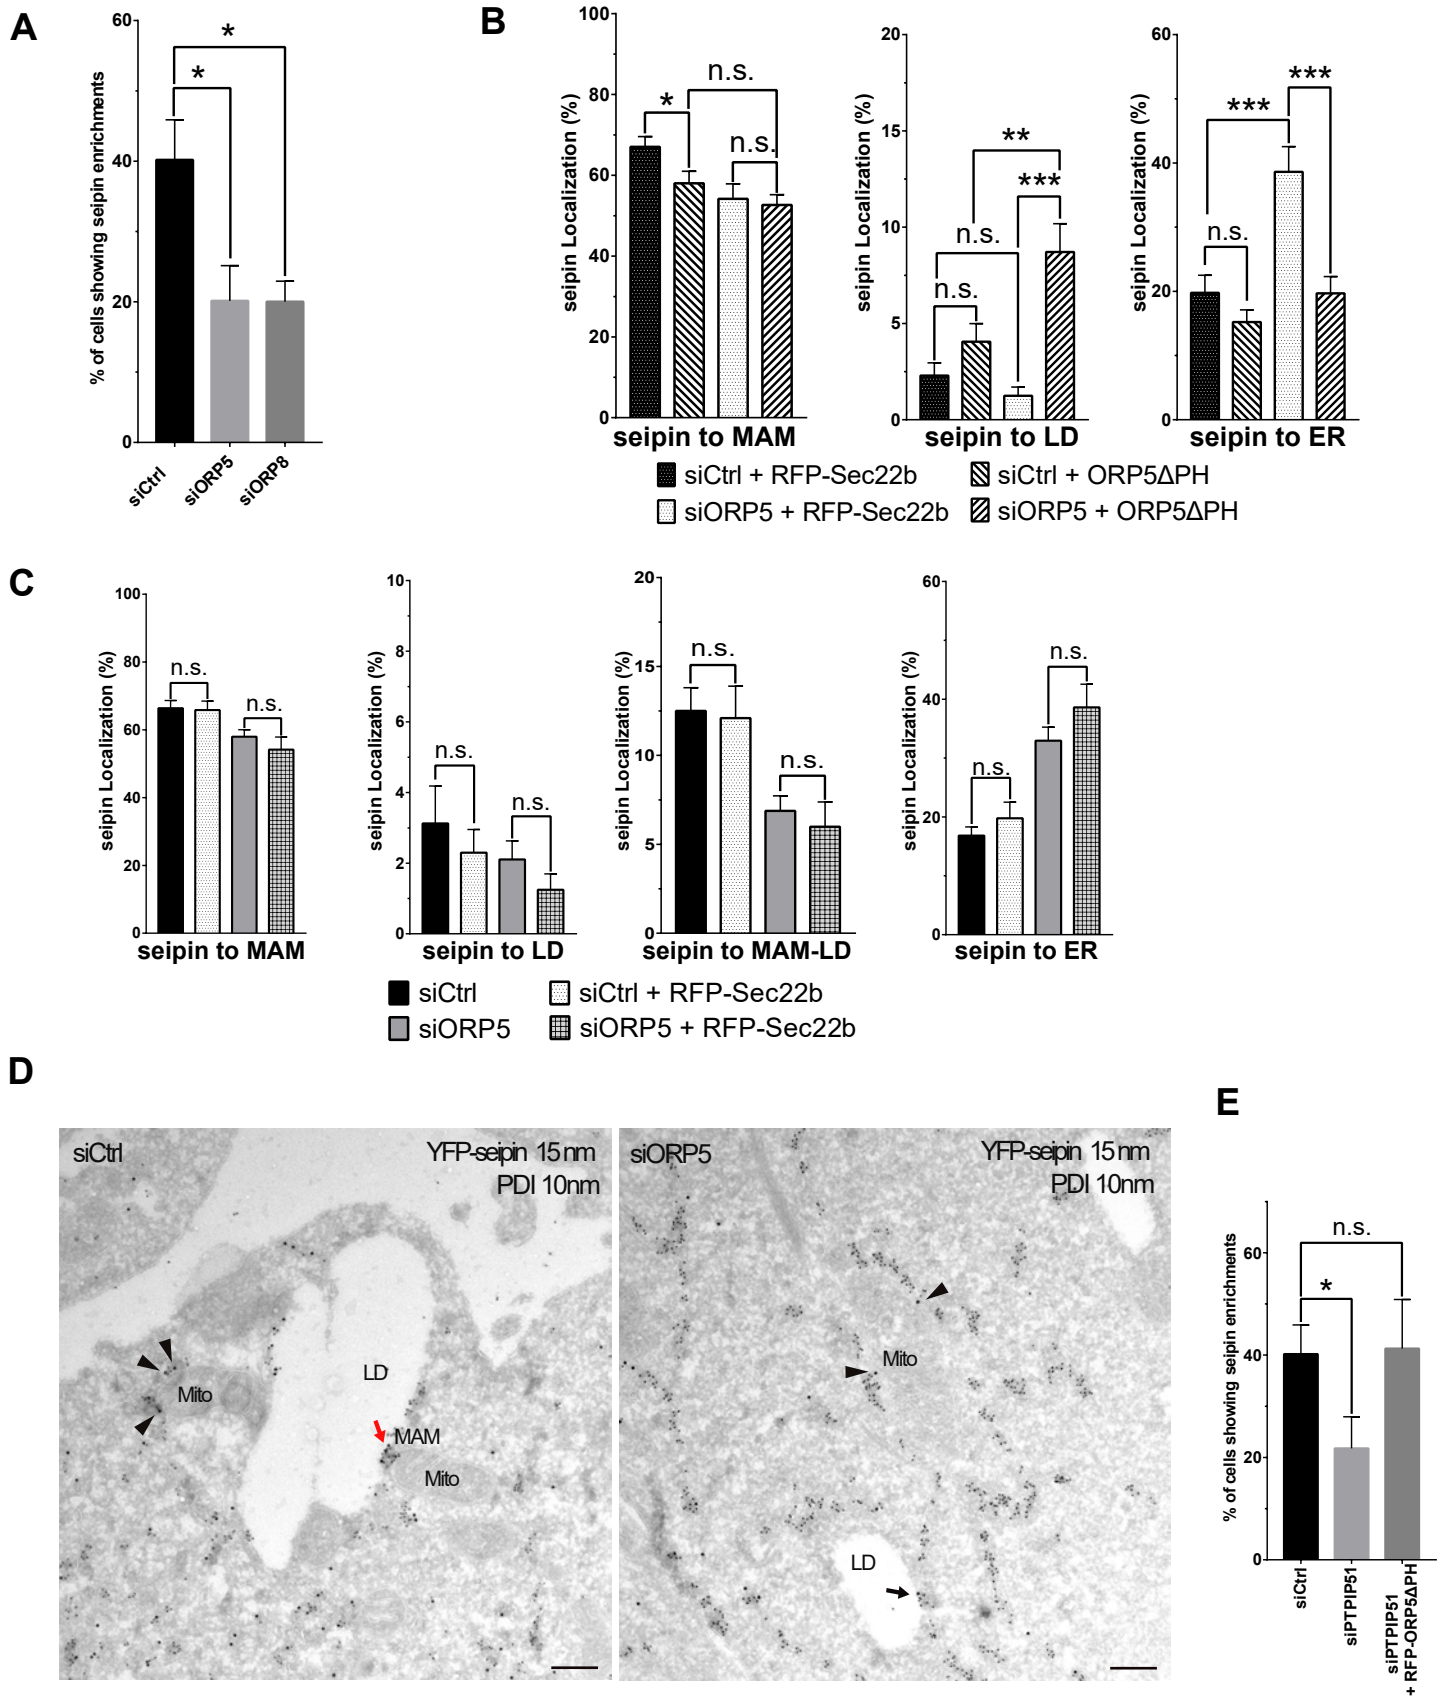 A
60
40
20
0
% of cells showing seipin enrichments
*
*
siCtrl
siORP5
siORP8
B
100
80
60
40
20
0
seipin Localization (%)
*
n.s.
n.s.
seipin to MAM
20
15
10
5
0
seipin Localization (%)
**
***
n.s.
n.s.
seipin to LD
60
40
20
0
seipin Localization (%)
***
***
n.s.
seipin to ER
siCtrl + RFP-Sec22b
siCtrl + ORP5ΔPH
siORP5 + RFP-Sec22b
siORP5 + ORP5ΔPH
C
100
80
60
40
20
0
seipin Localization (%)
n.s.
n.s.
seipin to MAM
10
8
6
4
2
0
seipin Localization (%)
n.s.
n.s.
seipin to LD
20
15
10
5
0
seipin Localization (%)
n.s.
n.s.
seipin to MAM-LD
60
40
20
0
seipin Localization (%)
n.s.
n.s.
seipin to ER
siCtrl
siCtrl + RFP-Sec22b
siORP5
siORP5 + RFP-Sec22b
D
siCtrl
YFP-seipin 15nm
PDI 10nm
LD
Mito
MAM
Mito
siORP5
YFP-seipin 15nm
PDI 10nm
Mito
LD
E
60
40
20
0
% of cells showing seipin enrichments
n.s.
*
siCtrl
siPTPIP51
siPTPIP51
+ RFP-ORP5ΔPH